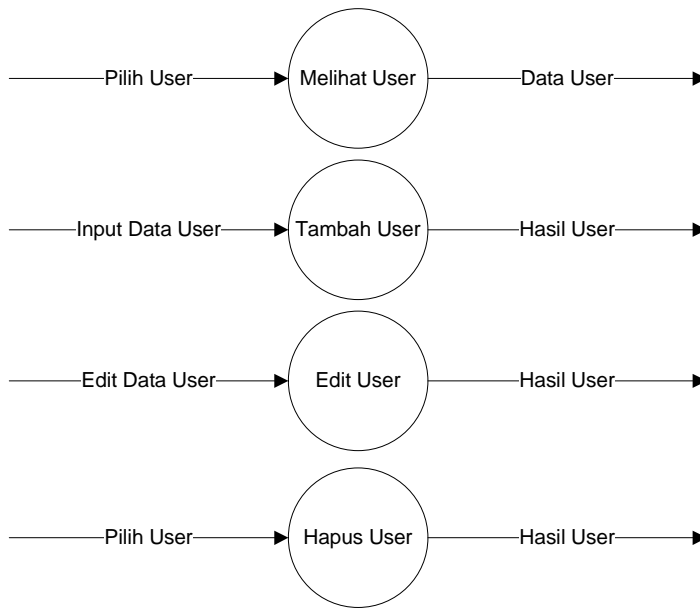 Pilih User Melihat User Data User
Input Data User Tambah User Hasil User
Edit Data User Edit User Hasil User
Pilih User Hapus User Hasil User